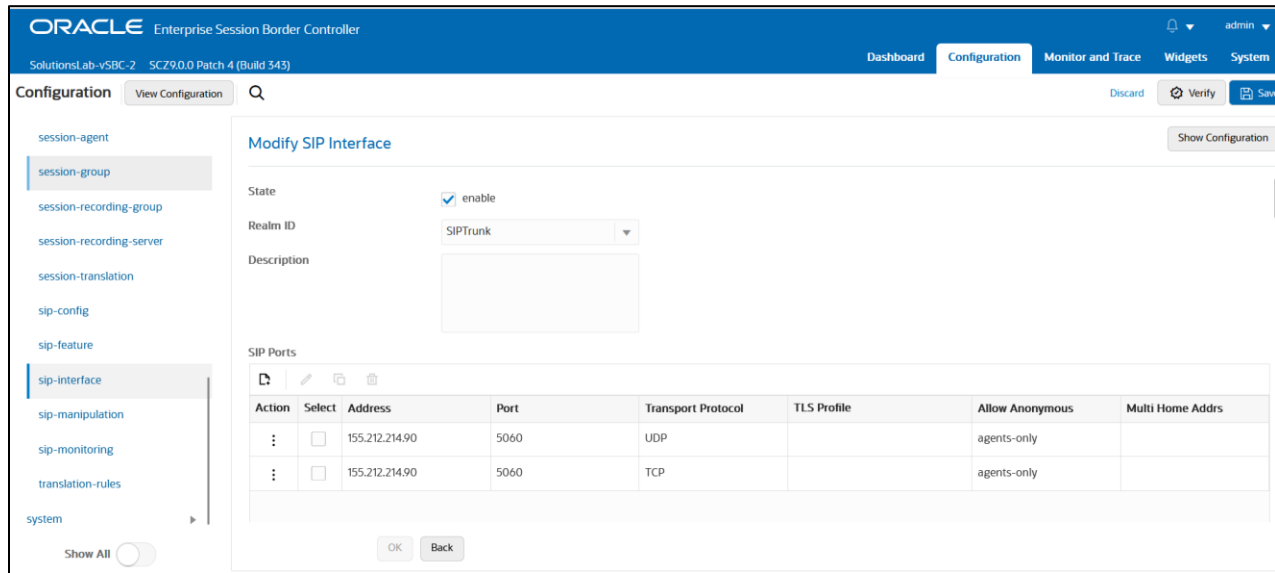 ORACLE Enterprise Session Border Controller
admin
SolutionsLab-vSBC-2 SCZ9.0.0 Patch 4 (Build 343)
Dashboard Configuration Monitor and Trace Widgets System
Configuration View Configuration Discard Verify Save
session-agent
session-group
session-recording-group
session-recording-server
session-translation
sip-config
sip-feature
sip-interface
sip-manipulation
sip-monitoring
translation-rules
system
Show All
Modify SIP Interface Show Configuration
State enable
Realm ID SIPTrunk
Description
SIP Ports
Action Select Address Port Transport Protocol TLS Profile Allow Anonymous Multi Home Addrs
155.212.214.90 5060 UDP agents-only
155.212.214.90 5060 TCP agents-only
OK Back